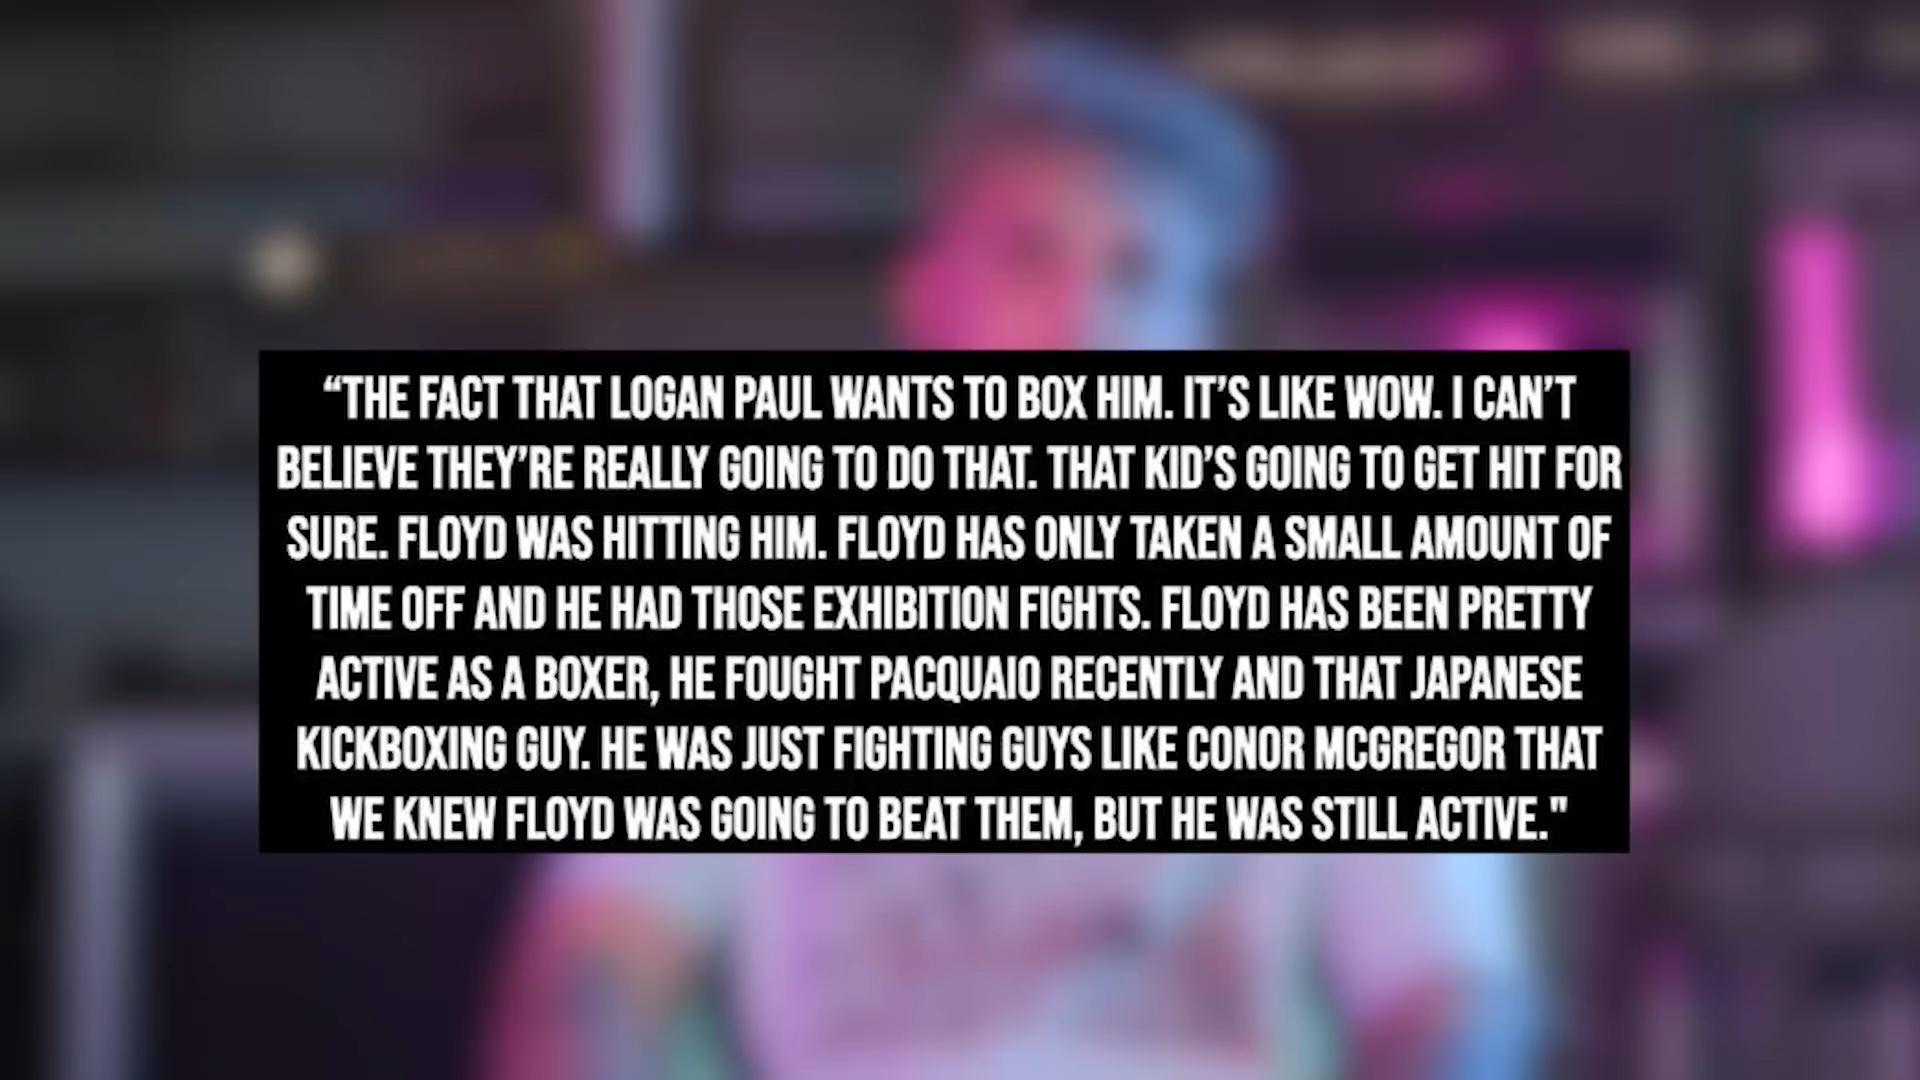 “THE FACT THAT LOGAN PAUL WANTS TO BOX HIM. IT’S LIKE WOW. I CAN’T
BELIEVE THEY’RE REALLY GOING TO DO THAT. THAT KID’S GOING TO GET HIT FOR
SURE. FLOYD WAS HITTING HIM. FLOYD HAS ONLY TAKEN A SMALL AMOUNT OF
TIME OFF AND HE HAD THOSE EXHIBITION FIGHTS. FLOYD HAS BEEN PRETTY
ACTIVE AS A BOXER, HE FOUGHT PACQUAIO RECENTLY AND THAT JAPANESE
KICKBOXING GUY. HE WAS JUST FIGHTING GUYS LIKE CONOR MCGREGOR THAT
WE KNEW FLOYD WAS GOING TO BEAT THEM, BUT HE WAS STILL ACTIVE."